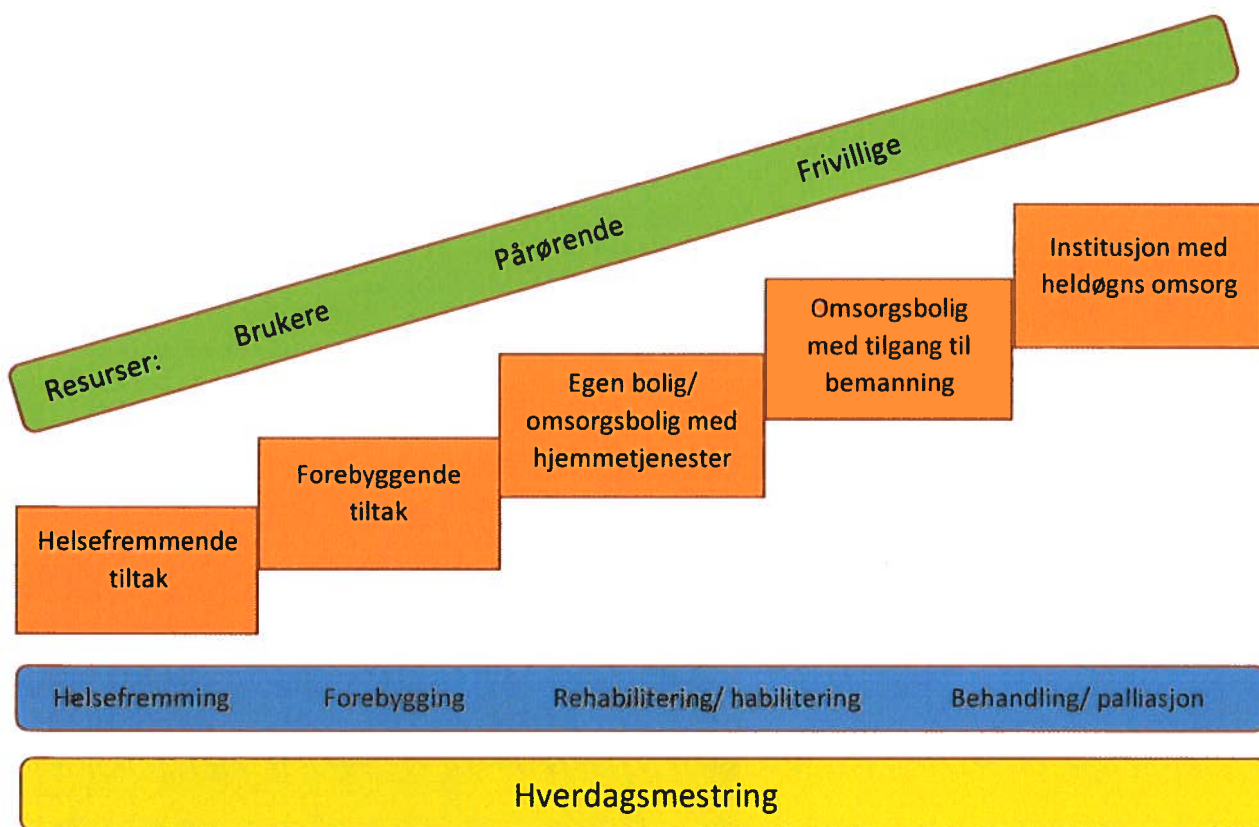 Resurser: Brukere Pårørende Frivillige
Institusjon med
heldøgns omsorg
Omsorgsbolig
med tilgang til
bemanning
Egen bolig/
omsorgsbolig med
hjemmetjenester
Forebyggende
tiltak
Helsefremmende
tiltak
Helsefremming Forebygging Rehabilitering/ habilitering Behandling/ palliasjon
Hverdagsmestring